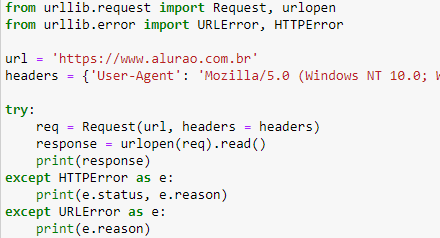 from urllib.request import Request, urlopen
from urllib.error import URLError, HTTPError
url = 'https://www.alurao.com.br'
headers = {'User-Agent': 'Mozilla/5.0 (Windows NT 10.0;
try:
    req = Request(url, headers = headers)
    response = urlopen(req).read()
    print(response)
except HTTPError as e:
    print(e.status, e.reason)
except URLError as e:
    print(e.reason)